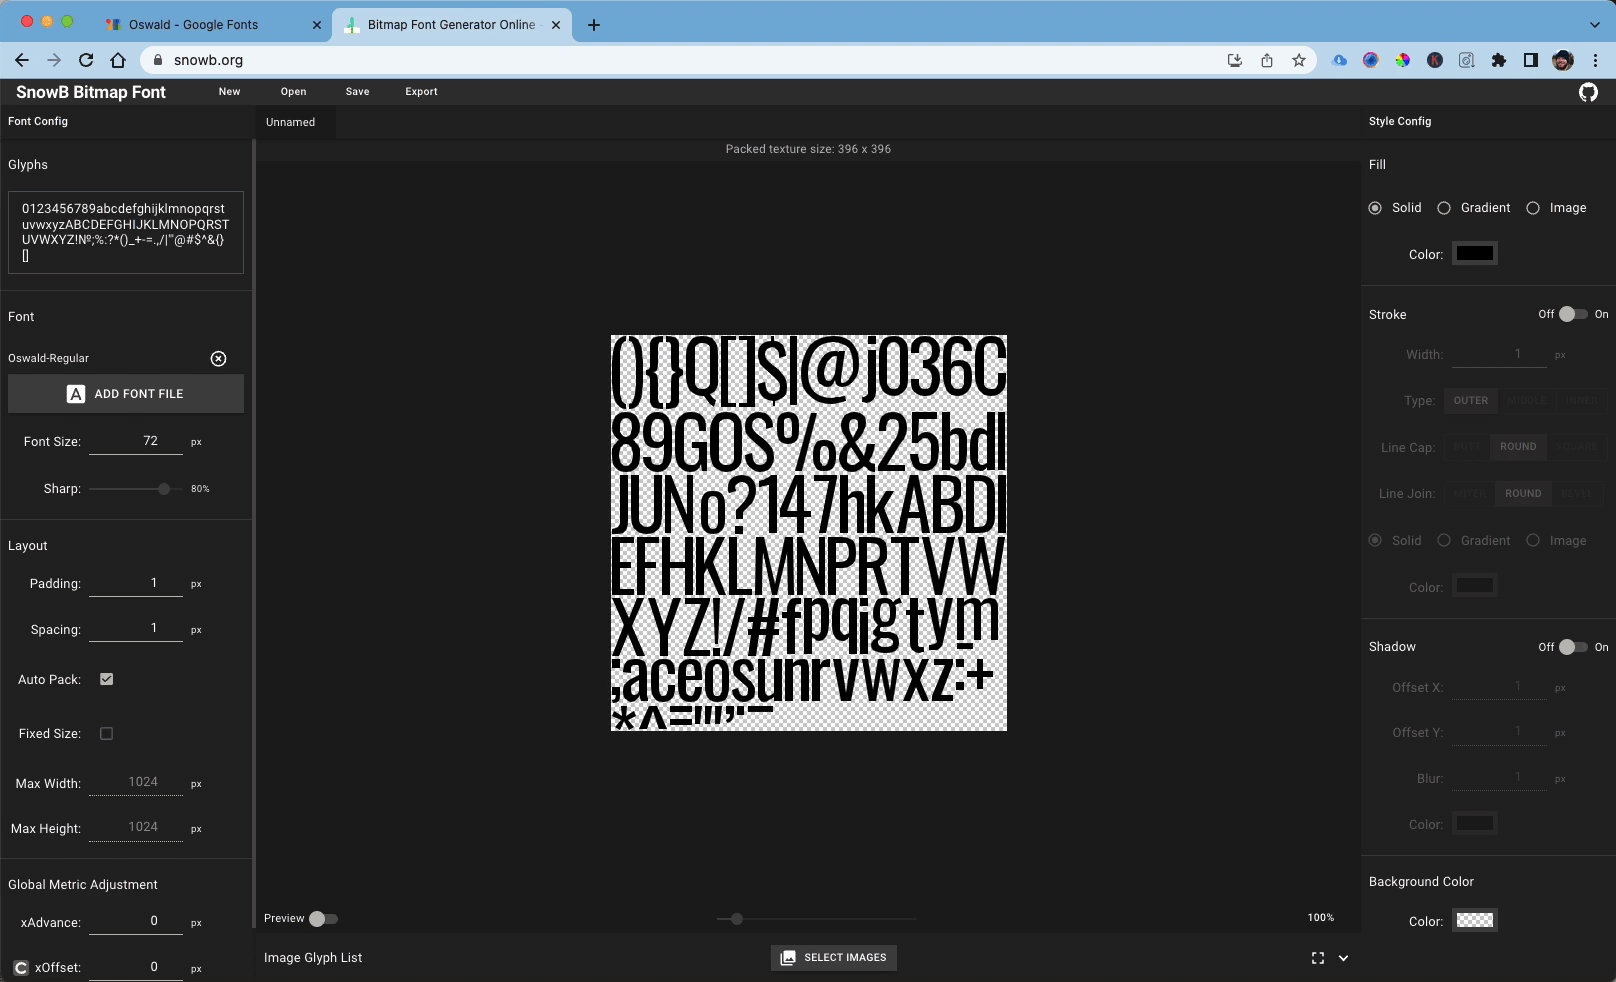 Oswald - Google Fonts
Bitmap Font Generator Online
snowb.org
SnowB Bitmap Font
New
Open
Save
Export
Font Config
Unnamed
Style Config
Packed texture size: 396 x 396
Glyphs
0123456789abcdefghijklmnopqrst
uvwxyzABCDEFGHIJKLMNOPQRST
UVWXYZ!№;%:?*()_+-=.,/|"'@#$^&{}
[]
Fill
Solid
Gradient
Image
Color:
Font
Stroke
Off
On
Oswald-Regular
Width:
1
px
A ADD FONT FILE
Type:
OUTER
MIDDLE
INNER
Font Size:
72
px
Line Cap:
BUTT
ROUND
SQUARE
Sharp:
80%
Line Join:
MITER
ROUND
BEVEL
Solid
Gradient
Image
Color:
(){}Q[]$|@j036C
89GOS%&25bdl
JUNo?147hkABDI
EFHKLMNPRTVW
XYZ!/#fpqigtym
;aceosunrvwxz:+
*^="',.-
Layout
Padding:
1
px
Spacing:
1
px
Auto Pack:
Fixed Size:
Max Width:
1024
px
Max Height:
1024
px
Shadow
Off
On
Offset X:
1
px
Offset Y:
1
px
Blur:
1
px
Color:
Global Metric Adjustment
xAdvance:
0
px
xOffset:
0
px
Background Color
Color:
Preview
100%
Image Glyph List
SELECT IMAGES